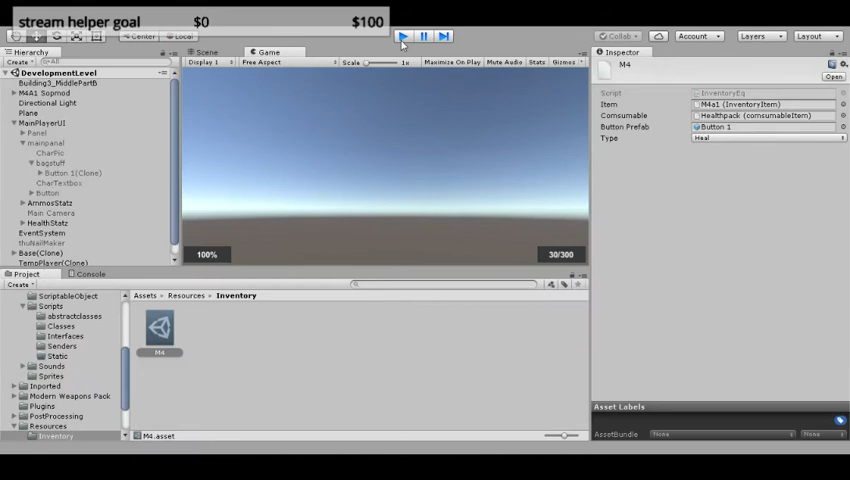 stream helper goal $0 $100
Center Local Collab Account Layers Layout
Hierarchy Scene Game Inspector
Create Display 1 Free Aspect Scale 1x Maximize On Play Mute Audio Stats Gizmos M4
DevelopmentLevel Open
Building3_MiddlePartB
M4A1 Sopmod Script InventoryEq
Directional Light Item M4a1 (InventoryItem)
Plane Comsumable Healthpack (comsumableItem)
MainPlayerUI Button Prefab Button 1
Panel Type Heal
mainpanal
CharPic
bagstuff
Button 1(Clone)
CharTextbox
Button
AmmosStatz
Main Camera
HealthStatz
EventSystem
thuNailMaker
Base(Clone) 100% 30/300
TempPlayer(Clone)
Project Console
Create
ScriptableObject Assets Resources Inventory
Scripts
abstractclasses
Classes
Interfaces
Senders
Static M4
Sounds
Sprites
Inported
Modern Weapons Pack
Plugins Asset Labels
PostProcessing
Resources
Inventory M4.asset AssetBundle None None